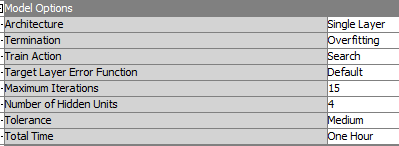 Model Options
Architecture Single Layer
Termination Overfitting
Train Action Search
Target Layer Error Function Default
Maximum Iterations 15
Number of Hidden Units 4
Tolerance Medium
Total Time One Hour